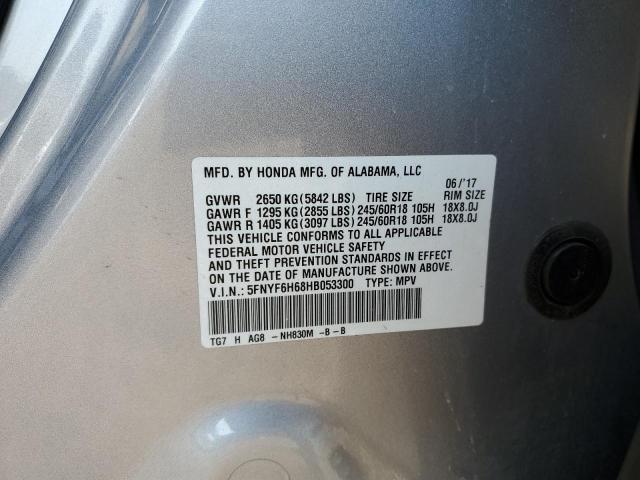 MFD. BY HONDA MFG. OF ALABAMA, LLC
06/'17
GVWR 2650 KG (5842 LBS) TIRE SIZE RIM SIZE
GAWR F 1295 KG (2855 LBS) 245/60R18 105H 18X8.0J
GAWR R 1405 KG (3097 LBS) 245/60R18 105H 18X8.0J
THIS VEHICLE CONFORMS TO ALL APPLICABLE
FEDERAL MOTOR VEHICLE SAFETY
AND THEFT PREVENTION STANDARDS IN EFFECT
ON THE DATE OF MANUFACTURE SHOWN ABOVE.
V.I.N.: 5FNYF6H68HB053300 TYPE: MPV
TG7 H AG8 -NH830M -B-B